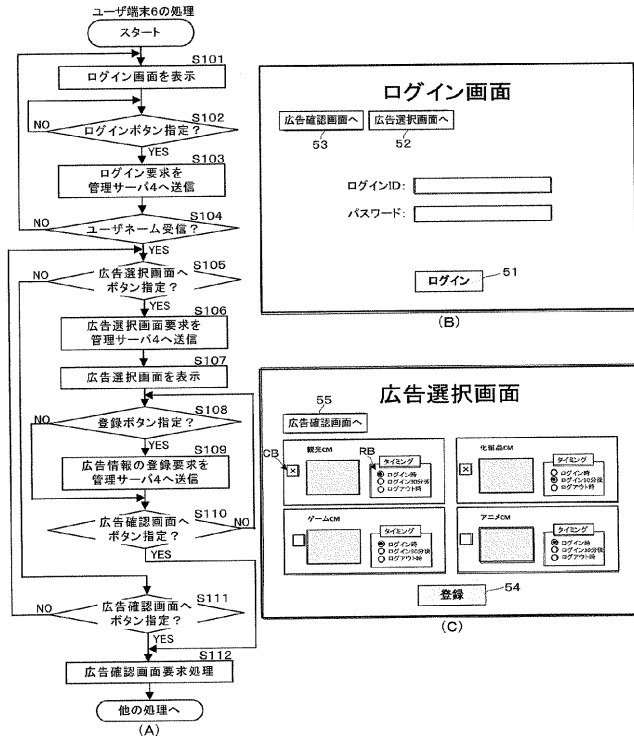 ユーザ端末6の処理
スタート
S101
ログイン画面を表示
S102
ログインボタン指定？
NO
YES
S103
ログイン要求を
管理サーバ4へ送信
S104
ユーザネーム受信？
NO
YES
S105
広告選択画面へ
ボタン指定？
NO
YES
S106
広告選択画面要求を
管理サーバ4へ送信
S107
広告選択画面を表示
S108
登録ボタン指定？
NO
YES
S109
広告情報の登録要求を
管理サーバ4へ送信
S110
広告確認画面へ
ボタン指定？
NO
YES
S111
広告確認画面へ
ボタン指定？
NO
YES
S112
広告確認画面要求処理
他の処理へ
(A)
ログイン画面
広告確認画面へ
広告選択画面へ
53
52
ログインID：
パスワード：
ログイン
51
(B)
広告選択画面
55
広告確認画面へ
CB
観光CM
RB
タイミング
ログイン時
ログイン30分後
ログアウト時
化粧品CM
タイミング
ログイン時
ログイン30分後
ログアウト時
ゲームCM
タイミング
ログイン時
ログイン30分後
ログアウト時
アニメCM
タイミング
ログイン時
ログイン30分後
ログアウト時
登録
54
(C)